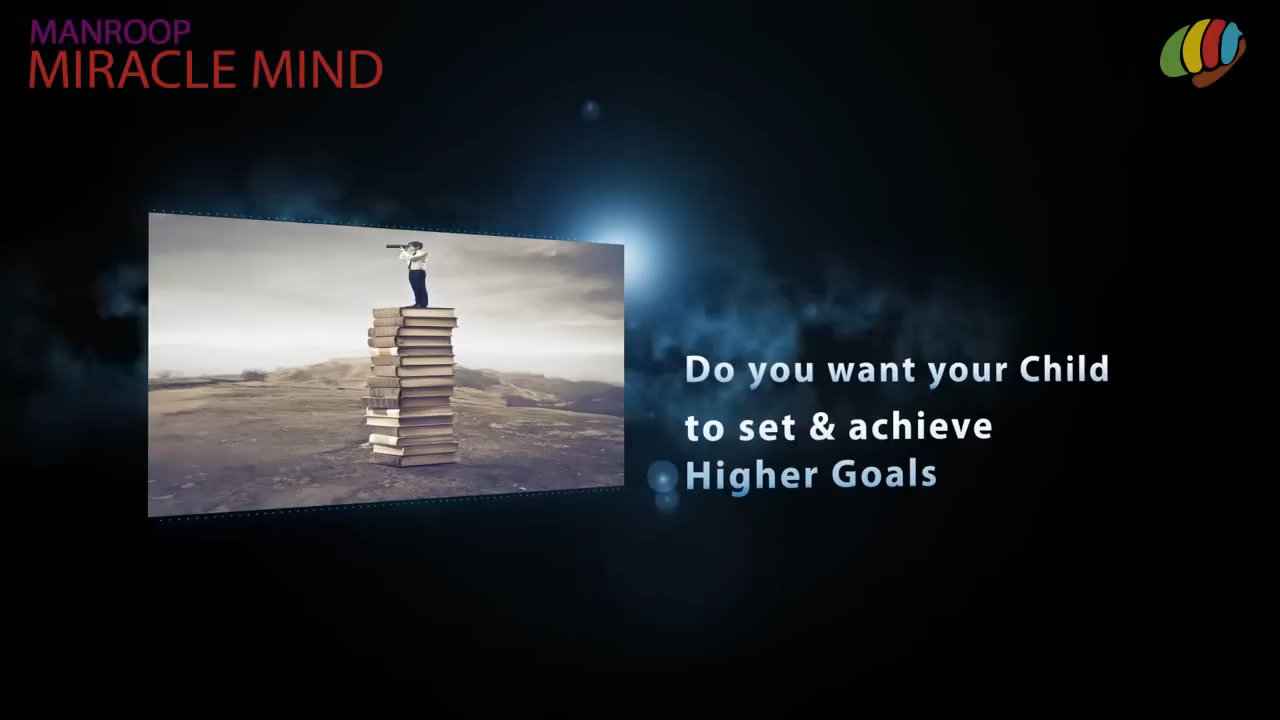 MANROOP
MIRACLE MIND
Do you want your Child
to set & achieve
Higher Goals